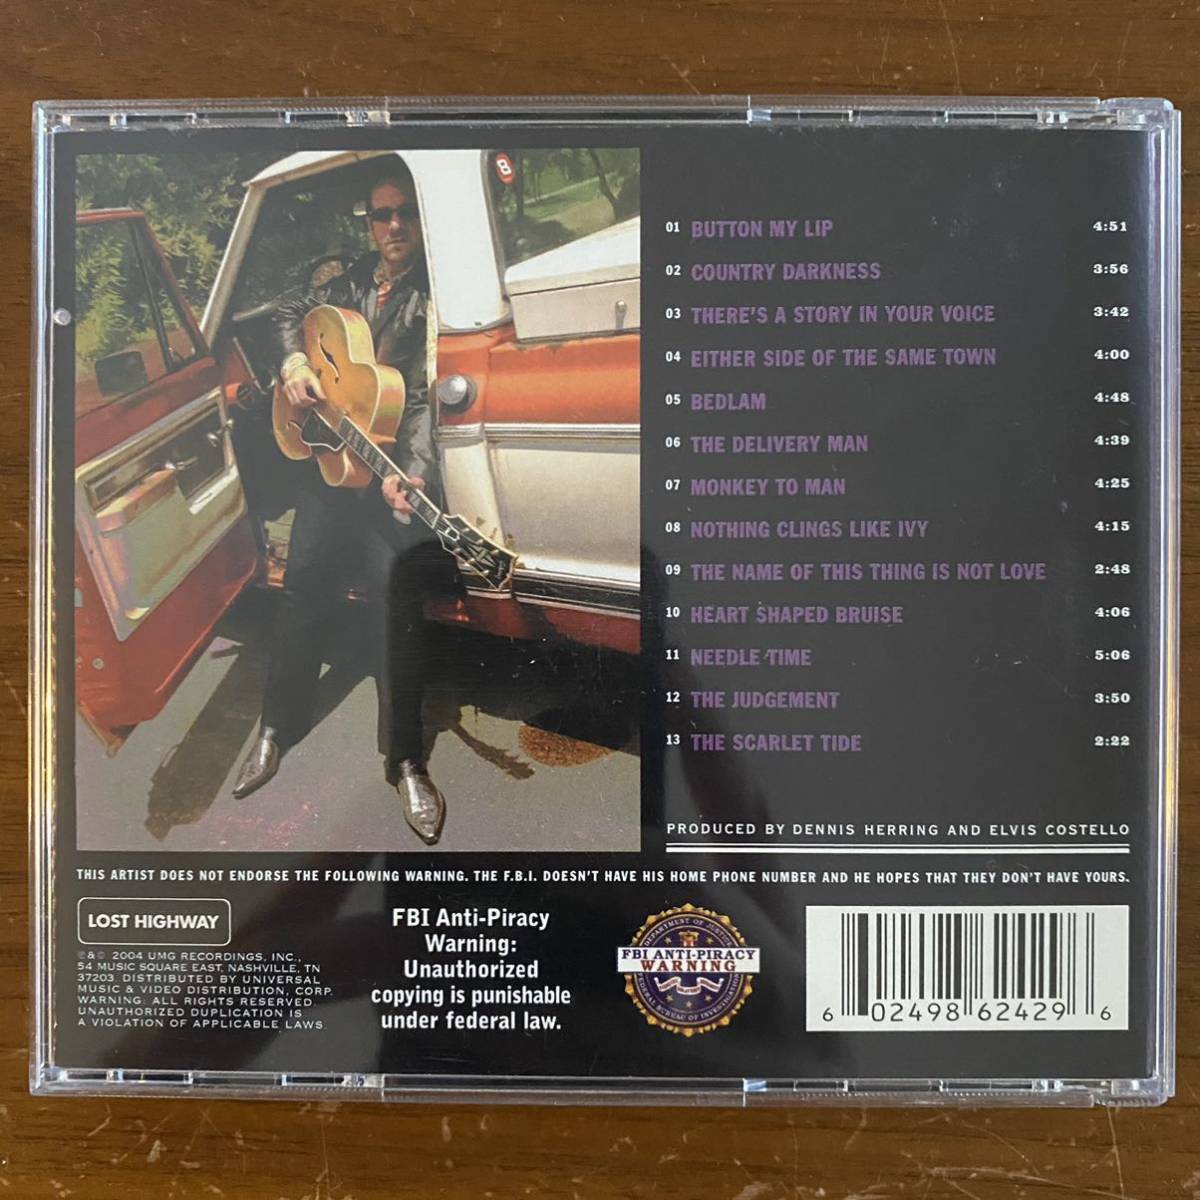 8
01 BUTTON MY LIP 4:51
02 COUNTRY DARKNESS 3:56
03 THERE'S A STORY IN YOUR VOICE 3:42
04 EITHER SIDE OF THE SAME TOWN 4:00
05 BEDLAM 4:48
06 THE DELIVERY MAN 4:39
07 MONKEY TO MAN 4:25
08 NOTHING CLINGS LIKE IVY 4:15
09 THE NAME OF THIS THING IS NOT LOVE 2:48
10 HEART SHAPED BRUISE 4:06
11 NEEDLE TIME 5:06
12 THE JUDGEMENT 3:50
13 THE SCARLET TIDE 2:22
PRODUCED BY DENNIS HERRING AND ELVIS COSTELLO
THIS ARTIST DOES NOT ENDORSE THE FOLLOWING WARNING. THE F.B.I. DOESN'T HAVE HIS HOME PHONE NUMBER AND HE HOPES THAT THEY DON'T HAVE YOURS.
LOST HIGHWAY
℗&© 2004 UMG RECORDINGS, INC.,
54 MUSIC SQUARE EAST, NASHVILLE, TN
37203. DISTRIBUTED BY UNIVERSAL
MUSIC & VIDEO DISTRIBUTION, CORP.
WARNING: ALL RIGHTS RESERVED.
UNAUTHORIZED DUPLICATION IS
A VIOLATION OF APPLICABLE LAWS.
FBI Anti-Piracy
Warning:
Unauthorized
copying is punishable
under federal law.
DEPARTMENT OF JUSTICE
FBI ANTI-PIRACY
WARNING
FEDERAL BUREAU OF INVESTIGATION
6 02498 62429 6